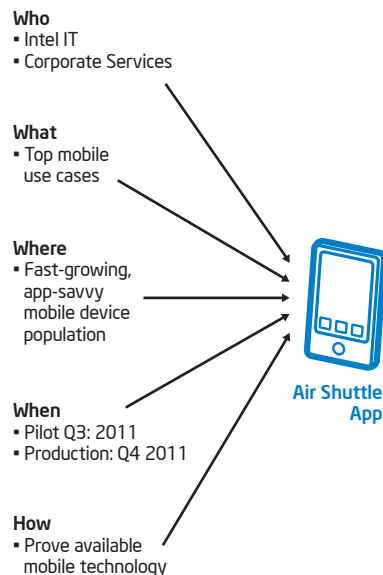 Who
▪ Intel IT
▪ Corporate Services
What
▪ Top mobile
use cases
Where
▪ Fast-growing,
app-savvy
mobile device
population
Air Shuttle
App
When
▪ Pilot Q3: 2011
▪ Production: Q4 2011
How
▪ Prove available
mobile technology